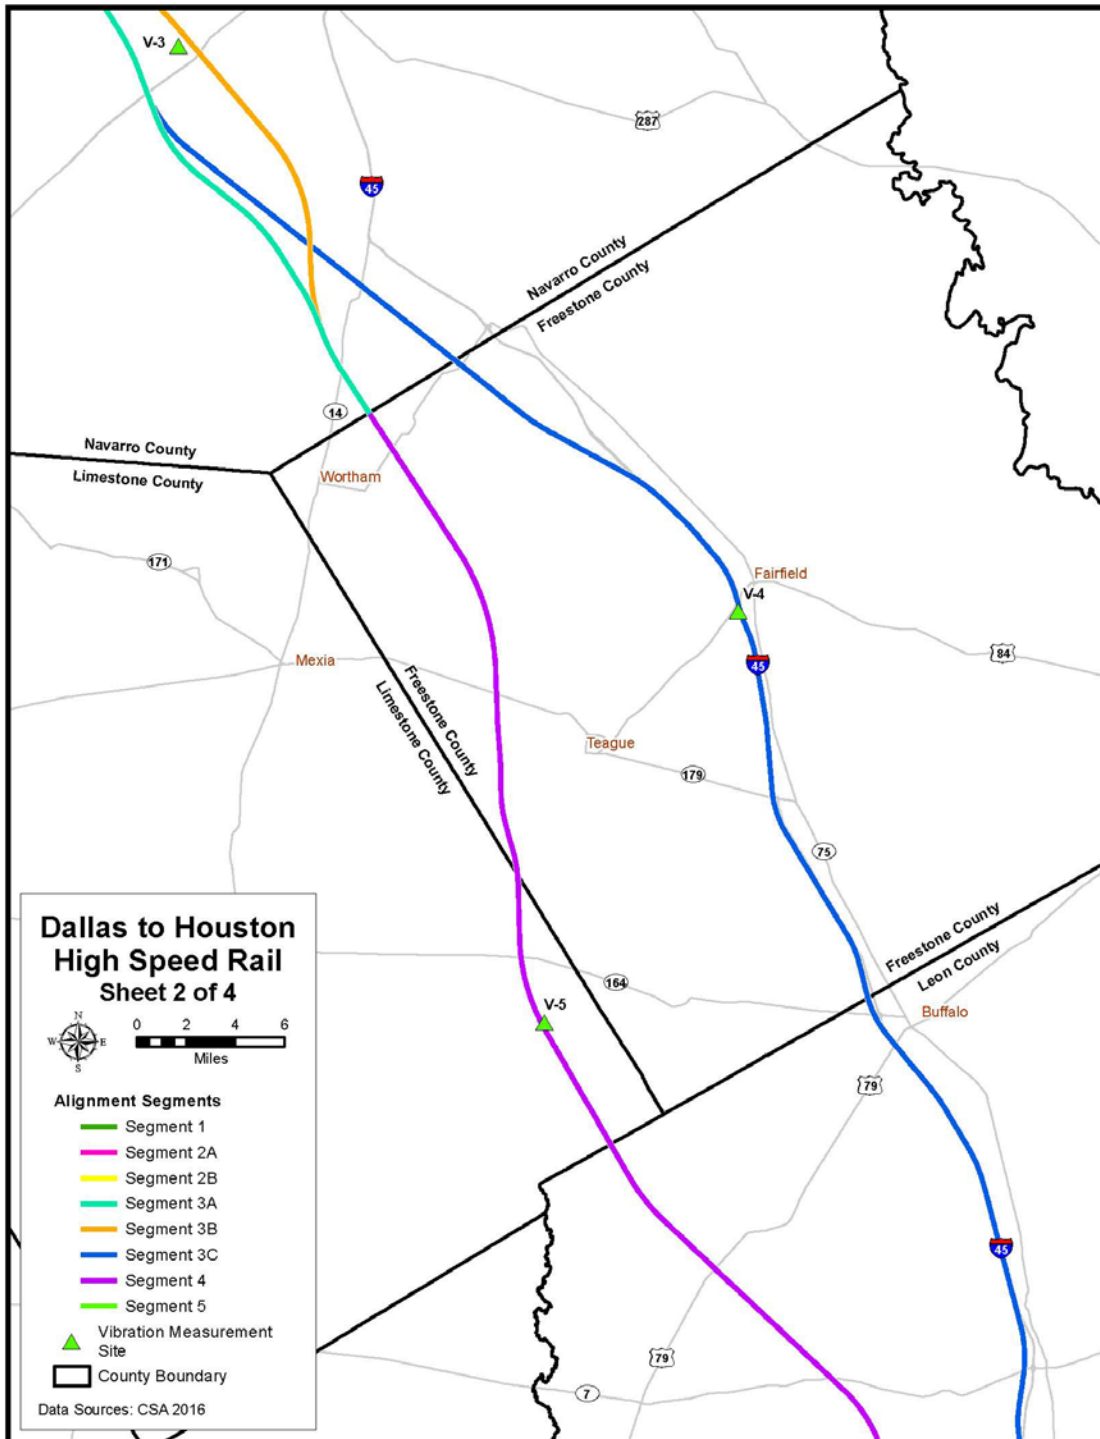 V-3
287
45
Navarro County
Freestone County
14
Navarro County
Limestone County
Wortham
171
Fairfield
V-4
45
84
Mexia
Freestone County
Limestone County
Teague
179
75
Freestone County
Leon County
164
Buffalo
V-5
79
45
79
7
Dallas to Houston
High Speed Rail
Sheet 2 of 4
N
W E
S
0 2 4 6
Miles
Alignment Segments
Segment 1
Segment 2A
Segment 2B
Segment 3A
Segment 3B
Segment 3C
Segment 4
Segment 5
Vibration Measurement
Site
County Boundary
Data Sources: CSA 2016